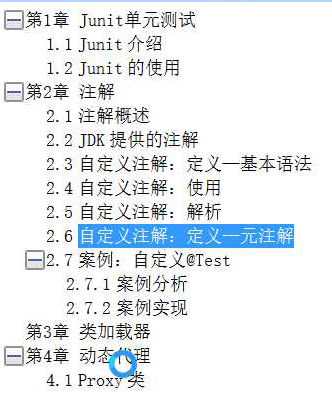 第1章 Junit单元测试
1.1 Junit 介绍
1.2 Junit 的使用
第2章 注解
2.1 注解概述
2.2 JDK 提供的注解
2.3 自定义注解：定义—基本语法
2.4 自定义注解：使用
2.5 自定义注解：解析
2.6 自定义注解：定义—元注解
2.7 案例：自定义@Test
2.7.1 案例分析
2.7.2 案例实现
第3章 类加载器
第4章 动态代理
4.1 Proxy 类